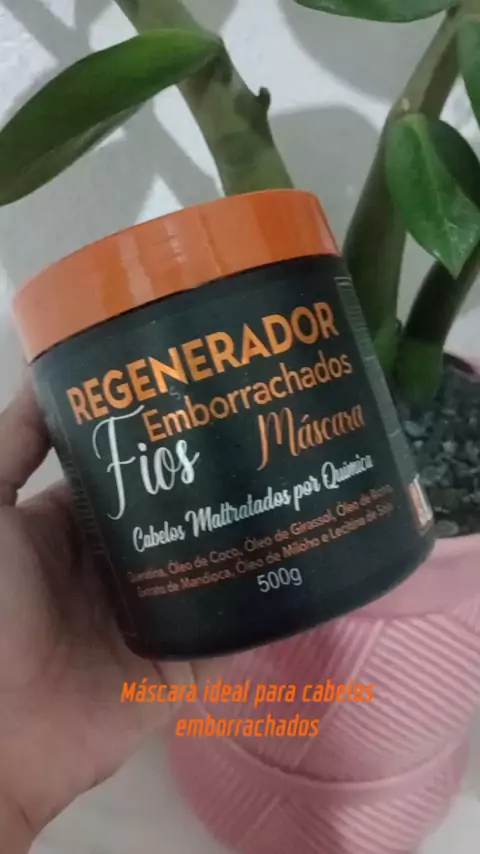 REGENERADOR
Fios Emborrachados
Máscara
Cabelos Maltratados por Química
Queratina, Óleo de Coco, Óleo de Girassol, Óleo de Rícino,
Extrato de Mandioca, Óleo de Milho e Lecitina de Soja
500g
Máscara ideal para cabelos
emborrachados